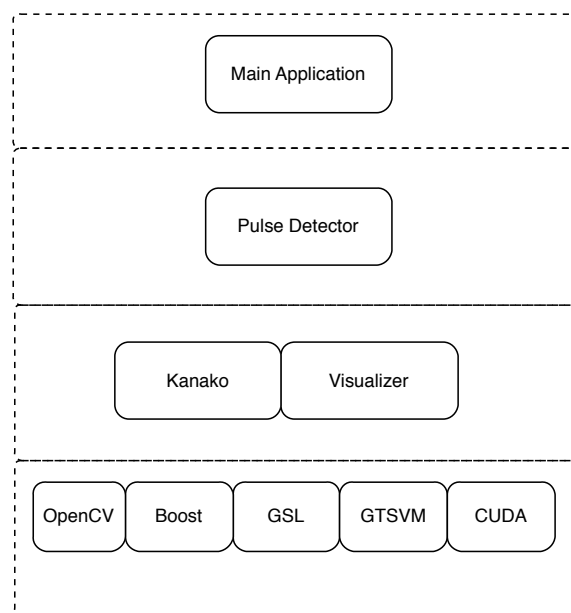 Main Application
Pulse Detector
Kanako Visualizer
OpenCV Boost GSL GTSVM CUDA